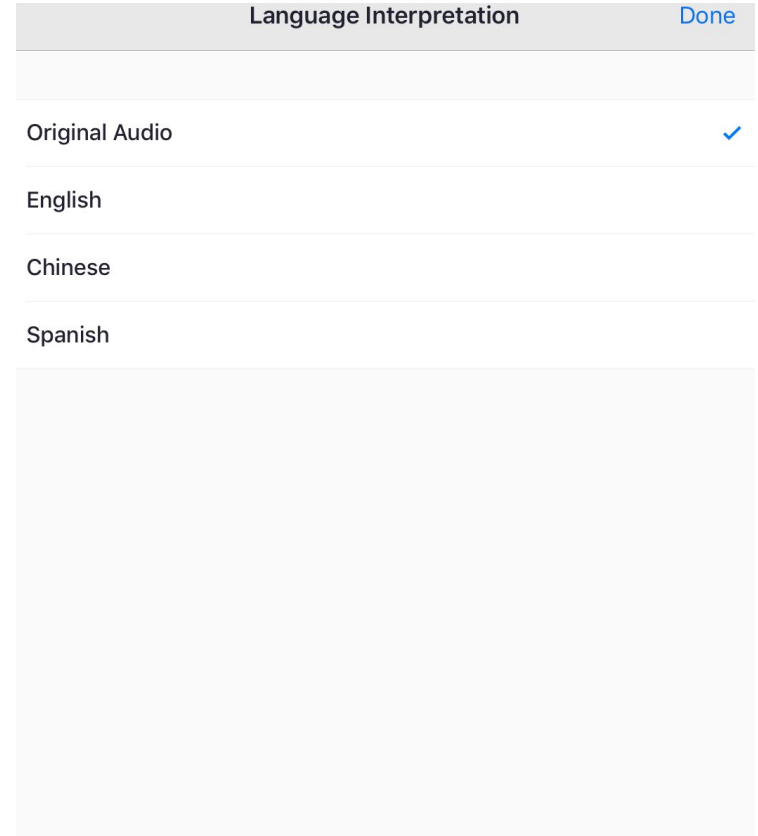 Language Interpretation Done
Original Audio
English
Chinese
Spanish